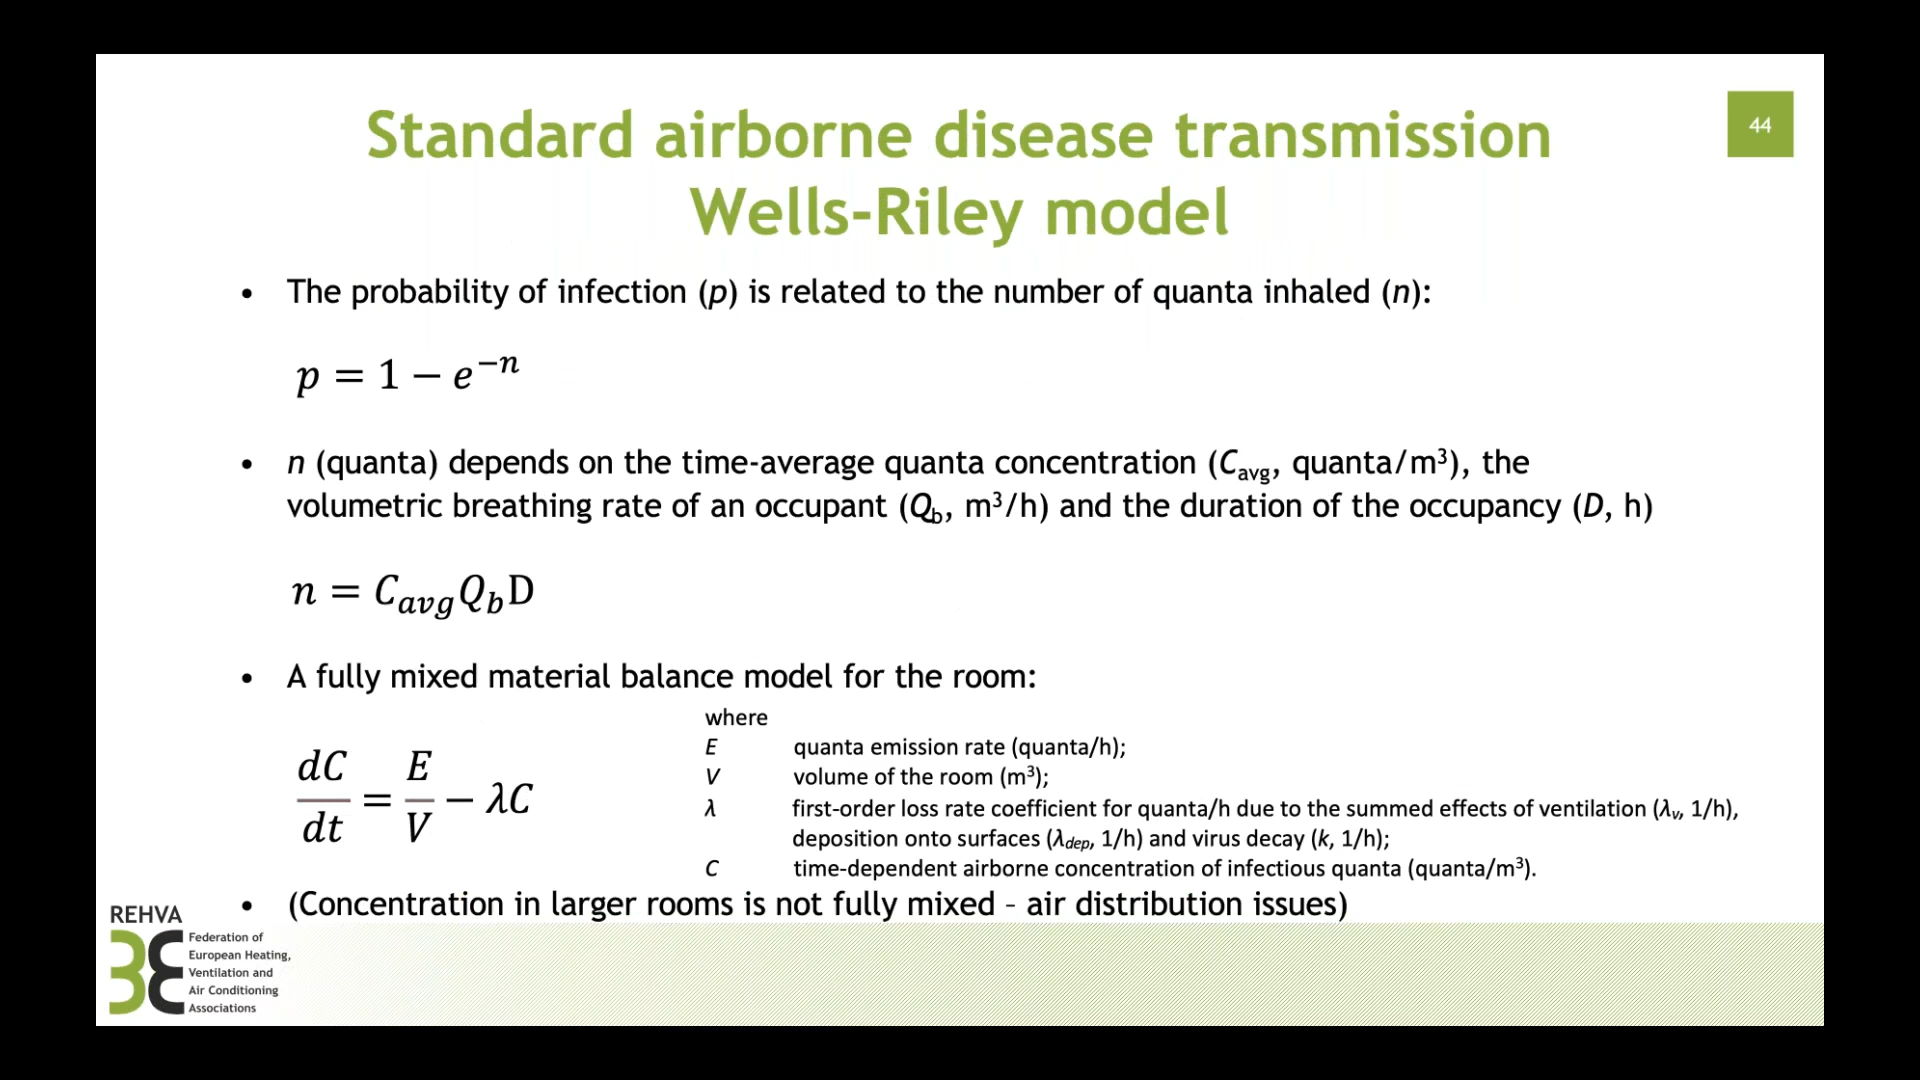 44
Standard airborne disease transmission
Wells-Riley model
• The probability of infection (p) is related to the number of quanta inhaled (n):
p = 1 − e⁻ⁿ
• n (quanta) depends on the time-average quanta concentration (C_avg, quanta/m³), the
volumetric breathing rate of an occupant (Q_b, m³/h) and the duration of the occupancy (D, h)
n = C_avg Q_b D
• A fully mixed material balance model for the room:
dC/dt = E/V − λC
where
E quanta emission rate (quanta/h);
V volume of the room (m³);
λ first-order loss rate coefficient for quanta/h due to the summed effects of ventilation (λ_v, 1/h),
deposition onto surfaces (λ_dep, 1/h) and virus decay (k, 1/h);
C time-dependent airborne concentration of infectious quanta (quanta/m³).
• (Concentration in larger rooms is not fully mixed – air distribution issues)
REHVA
Federation of
European Heating,
Ventilation and
Air Conditioning
Associations